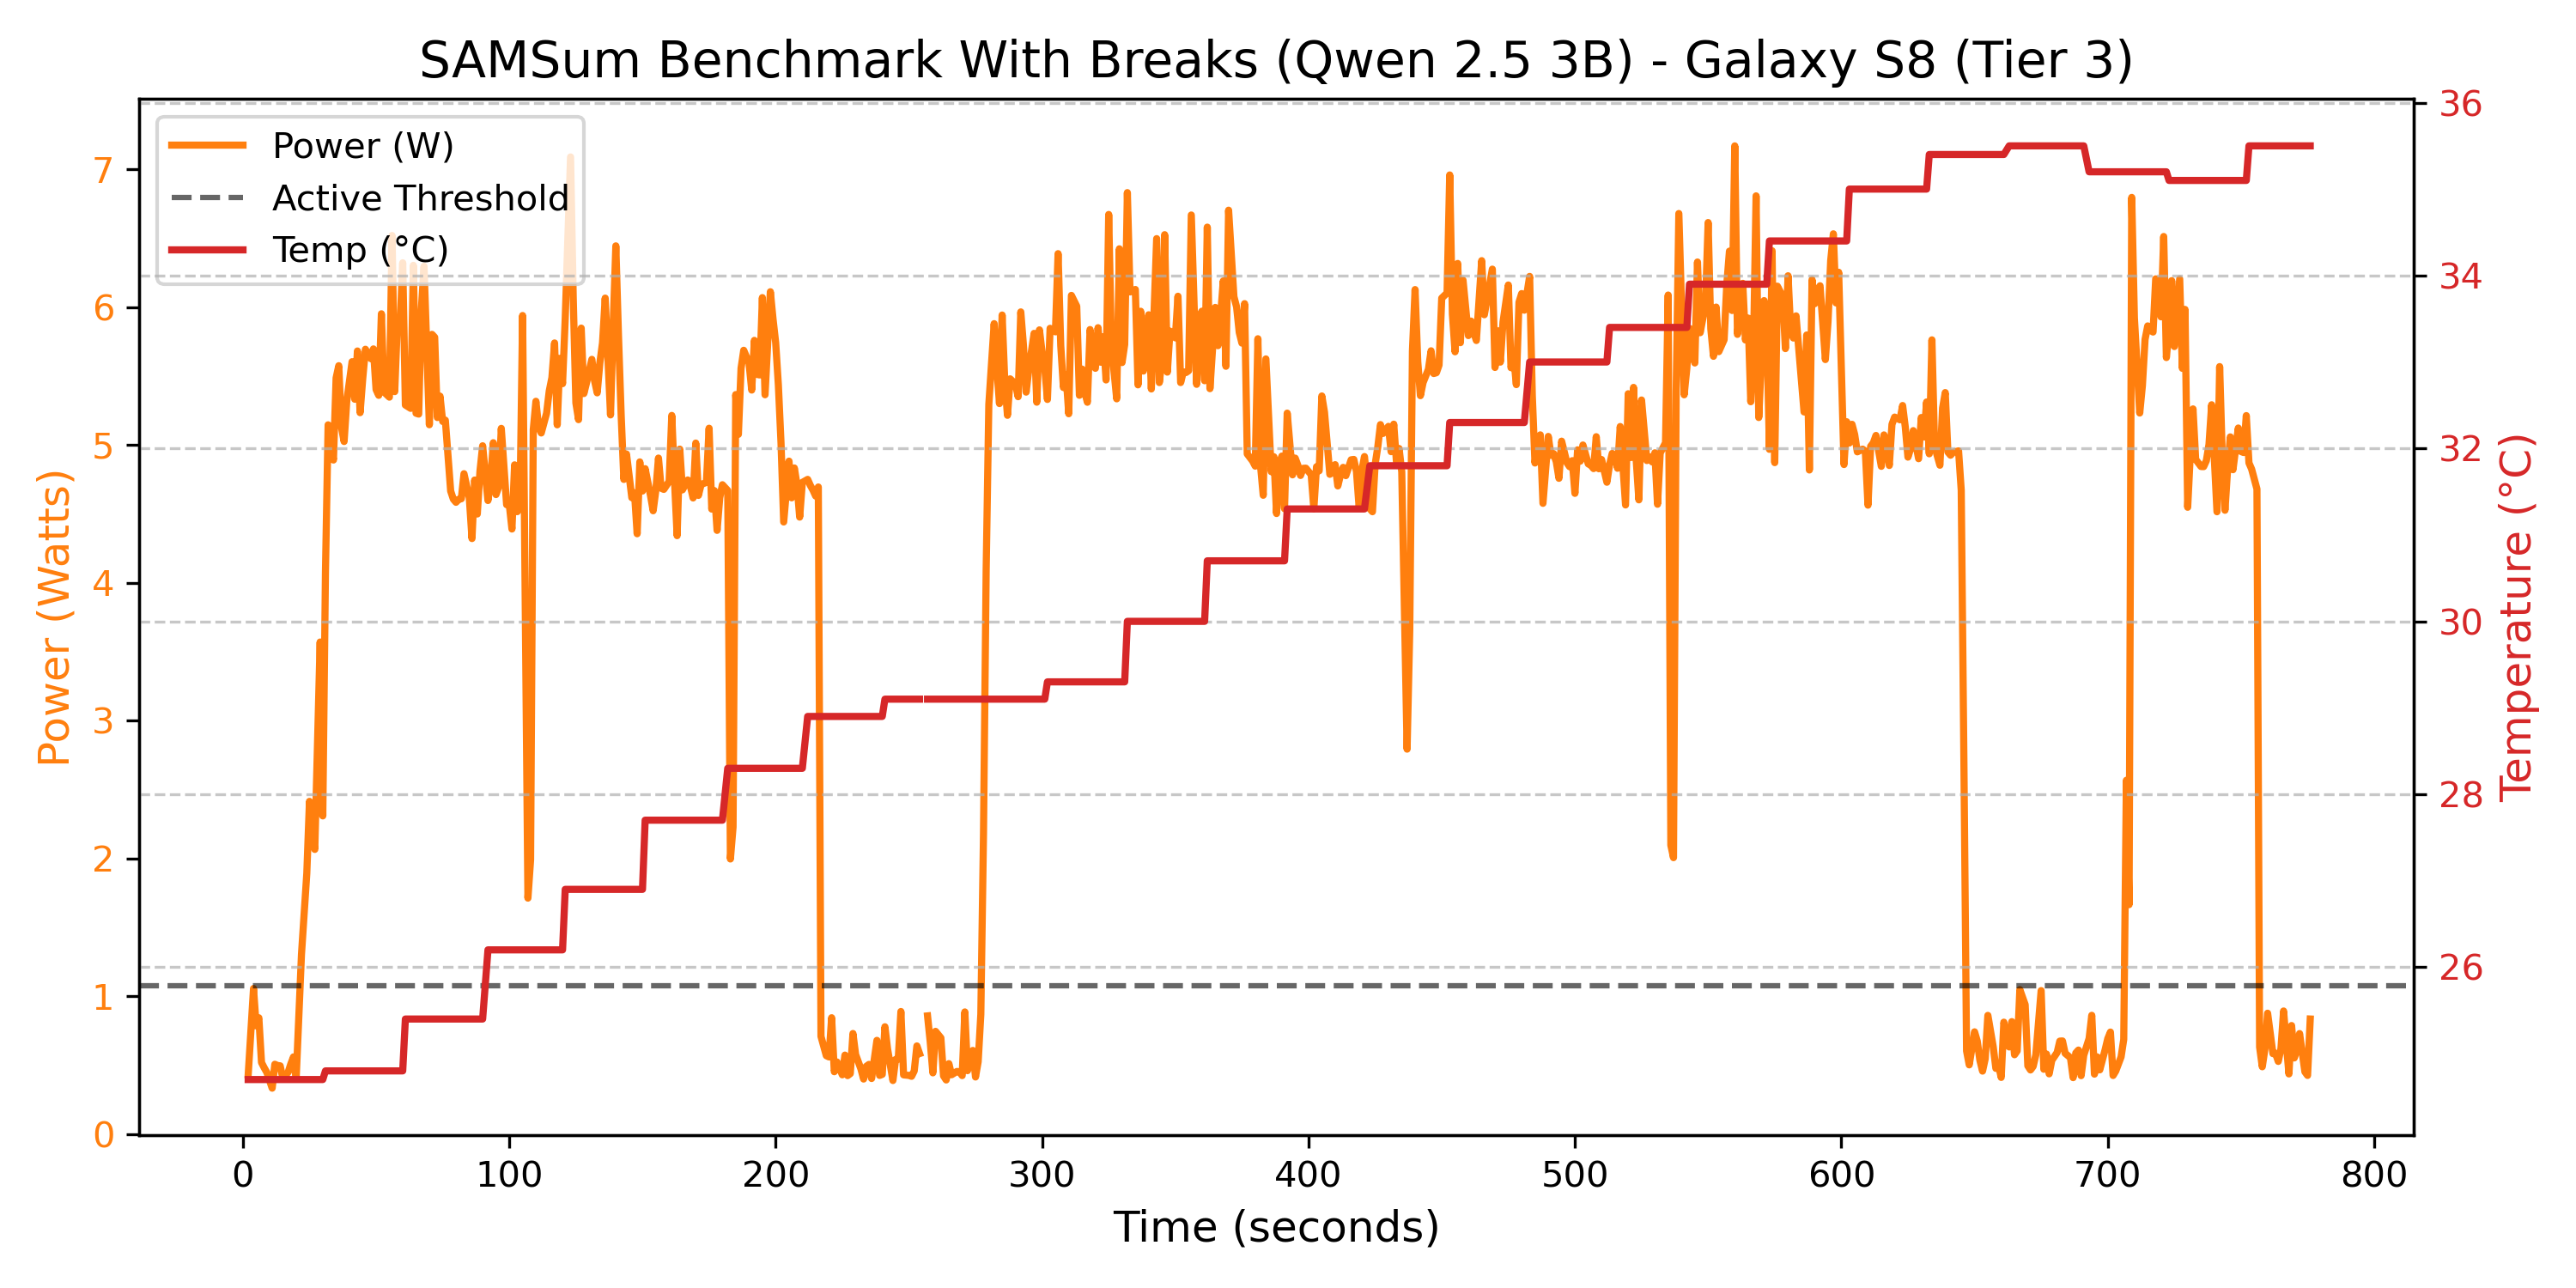 SAMSum Benchmark With Breaks (Qwen 2.5 3B) - Galaxy S8 (Tier 3)
Power (W)
Active Threshold
Temp (°C)
Power (Watts)
7
6
5
4
3
2
1
0
36
34
32
30
28
26
Temperature (°C)
0 100 200 300 400 500 600 700 800
Time (seconds)